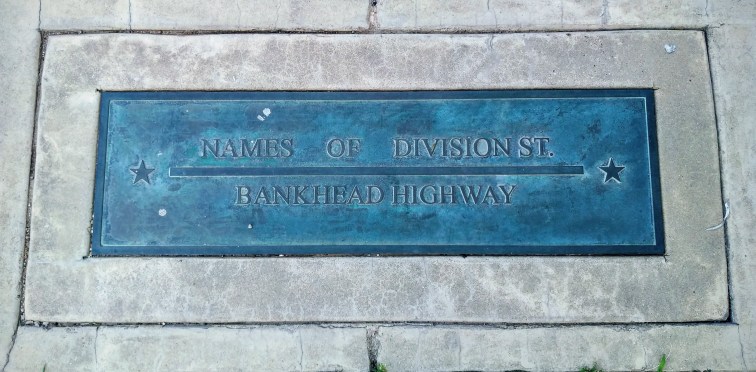 NAMES OF DIVISION ST.
BANKHEAD HIGHWAY